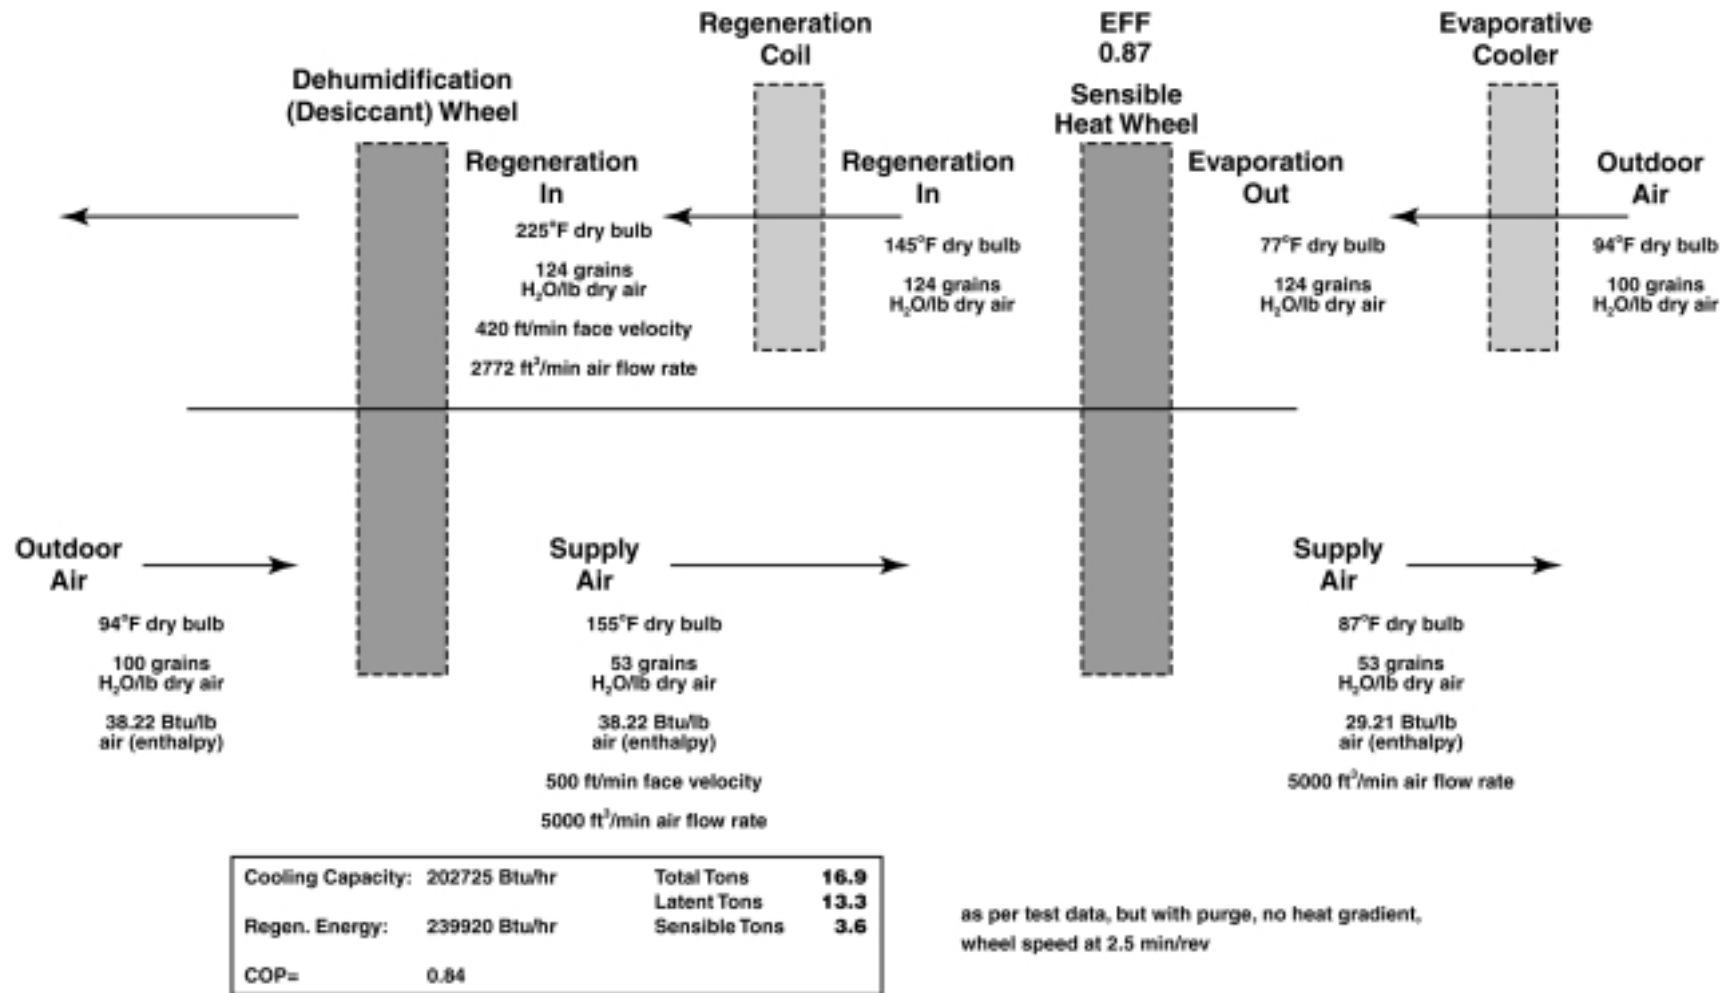 Regeneration
Coil
EFF
0.87
Evaporative
Cooler
Dehumidification
(Desiccant) Wheel
Sensible
Heat Wheel
Regeneration
In
225°F dry bulb
124 grains
H₂O/lb dry air
420 ft/min face velocity
2772 ft³/min air flow rate
Regeneration
In
145°F dry bulb
124 grains
H₂O/lb dry air
Evaporation
Out
77°F dry bulb
124 grains
H₂O/lb dry air
Outdoor
Air
94°F dry bulb
100 grains
H₂O/lb dry air
Outdoor
Air
94°F dry bulb
100 grains
H₂O/lb dry air
38.22 Btu/lb
air (enthalpy)
Supply
Air
155°F dry bulb
53 grains
H₂O/lb dry air
38.22 Btu/lb
air (enthalpy)
500 ft/min face velocity
5000 ft³/min air flow rate
Supply
Air
87°F dry bulb
53 grains
H₂O/lb dry air
29.21 Btu/lb
air (enthalpy)
5000 ft³/min air flow rate
Cooling Capacity: 202725 Btu/hr Total Tons 16.9
Latent Tons 13.3
Regen. Energy: 239920 Btu/hr Sensible Tons 3.6
COP= 0.84
as per test data, but with purge, no heat gradient,
wheel speed at 2.5 min/rev